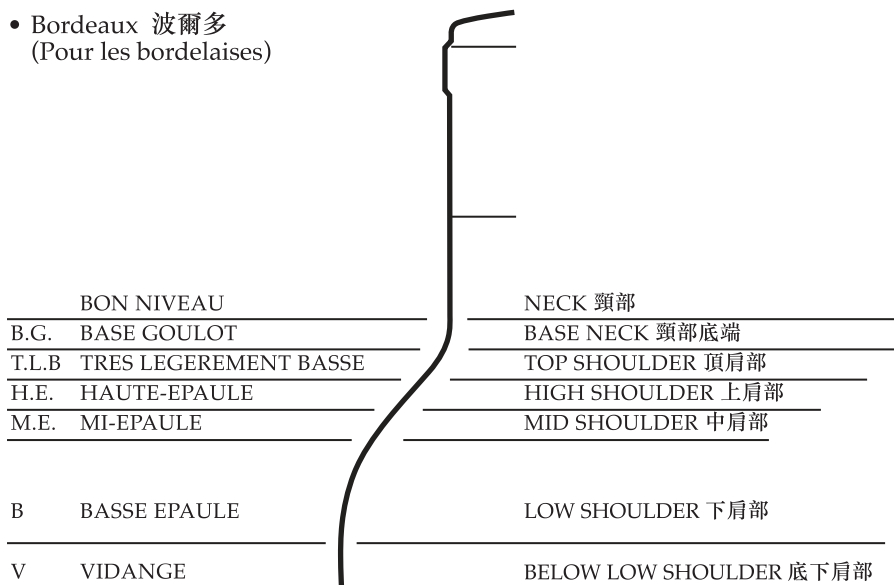 • Bordeaux 波爾多
(Pour les bordelaises)
BON NIVEAU NECK 頸部
B.G. BASE GOULOT BASE NECK 頸部底端
T.L.B TRES LEGEREMENT BASSE TOP SHOULDER 頂肩部
H.E. HAUTE-EPAULE HIGH SHOULDER 上肩部
M.E. MI-EPAULE MID SHOULDER 中肩部
B BASSE EPAULE LOW SHOULDER 下肩部
V VIDANGE BELOW LOW SHOULDER 底下肩部